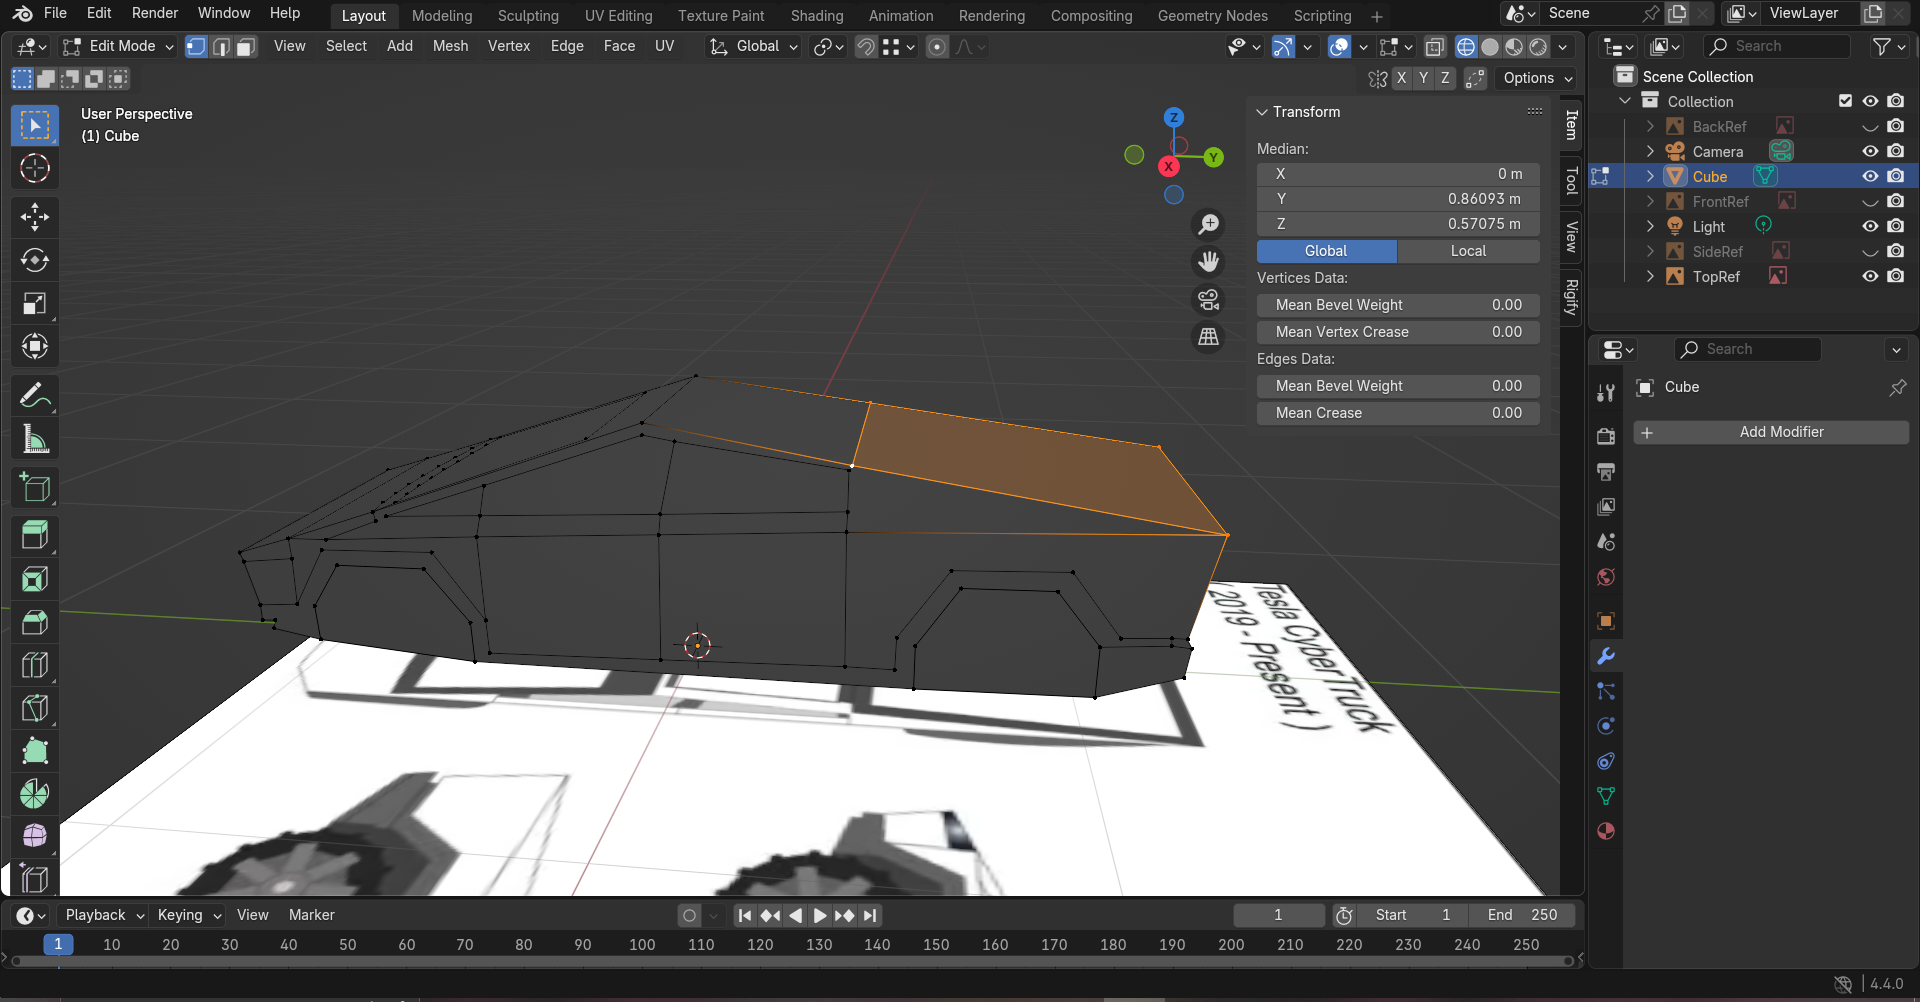 File Edit Render Window Help Layout Modeling Sculpting UV Editing Texture Paint Shading Animation Rendering Compositing Geometry Nodes Scripting + Scene ViewLayer
Edit Mode View Select Add Mesh Vertex Edge Face UV Global Search
X Y Z Options
User Perspective
(1) Cube
Z
Y
X
Transform
Median:
X 0 m
Y 0.86093 m
Z 0.57075 m
Global Local
Vertices Data:
Mean Bevel Weight 0.00
Mean Vertex Crease 0.00
Edges Data:
Mean Bevel Weight 0.00
Mean Crease 0.00
Item
Tool
View
Rigify
Scene Collection
Collection
BackRef
Camera
Cube
FrontRef
Light
SideRef
TopRef
Search
Cube
+ Add Modifier
Tesla CyberTruck
(2019 - Present )
Playback Keying View Marker 1 Start 1 End 250
1 10 20 30 40 50 60 70 80 90 100 110 120 130 140 150 160 170 180 190 200 210 220 230 240 250
4.4.0